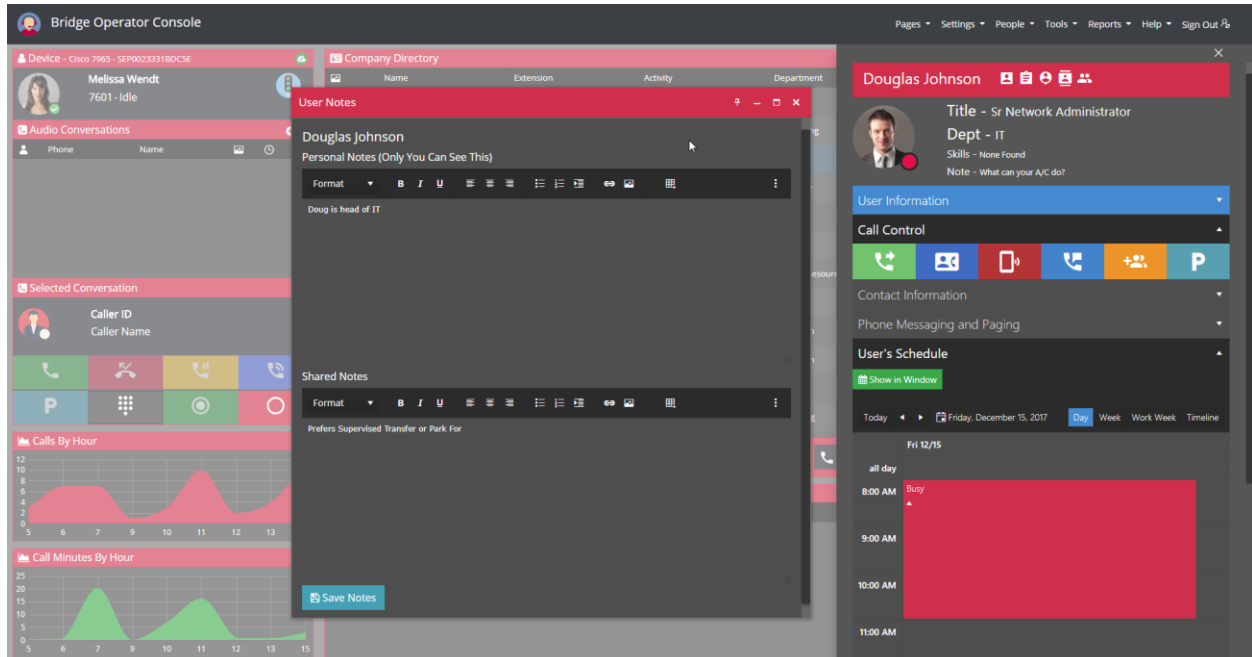 Bridge Operator Console
Pages Settings People Tools Reports Help Sign Out
Device - Cisco 7965 - SEP0023331BDC5E
Melissa Wendt
7601 - Idle
Audio Conversations
Phone Name
Selected Conversation
Caller ID
Caller Name
P
Calls By Hour
12
10
8
6
4
2
0
5 6 7 9 10 11 12 13
Call Minutes By Hour
25
20
15
10
5
0
5 6 7 9 10 11 12 13 15
Company Directory
Name Extension Activity Department
User Notes
Douglas Johnson
Personal Notes (Only You Can See This)
Format B I U
Doug is head of IT
Shared Notes
Format B I U
Prefers Supervised Transfer or Park For
Save Notes
Douglas Johnson
Title - Sr Network Administrator
Dept - IT
Skills - None Found
Note - What can your A/C do?
User Information
Call Control
P
Contact Information
Phone Messaging and Paging
User's Schedule
Show in Window
Today Friday, December 15, 2017 Day Week Work Week Timeline
Fri 12/15
all day
8:00 AM Busy
9:00 AM
10:00 AM
11:00 AM